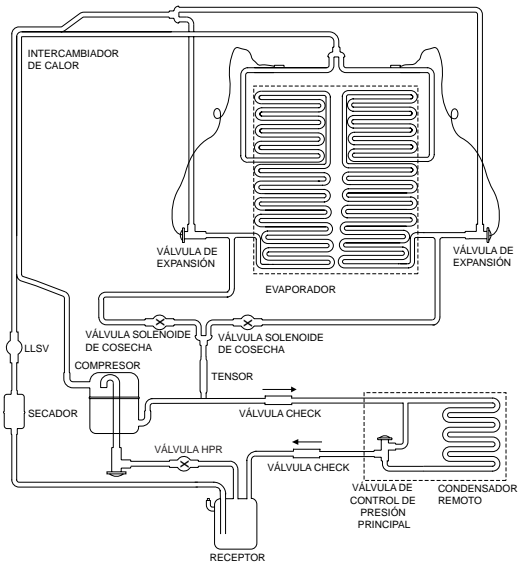 INTERCAMBIADOR
DE CALOR
VÁLVULA DE
EXPANSIÓN
VÁLVULA DE
EXPANSIÓN
EVAPORADOR
VÁLVULA SOLENOIDE
DE COSECHA
VÁLVULA SOLENOIDE
DE COSECHA
LLSV
COMPRESOR
TENSOR
SECADOR
VÁLVULA CHECK
VÁLVULA HPR
VÁLVULA CHECK
VÁLVULA DE
CONTROL DE
PRESIÓN
PRINCIPAL
CONDENSADOR
REMOTO
RECEPTOR